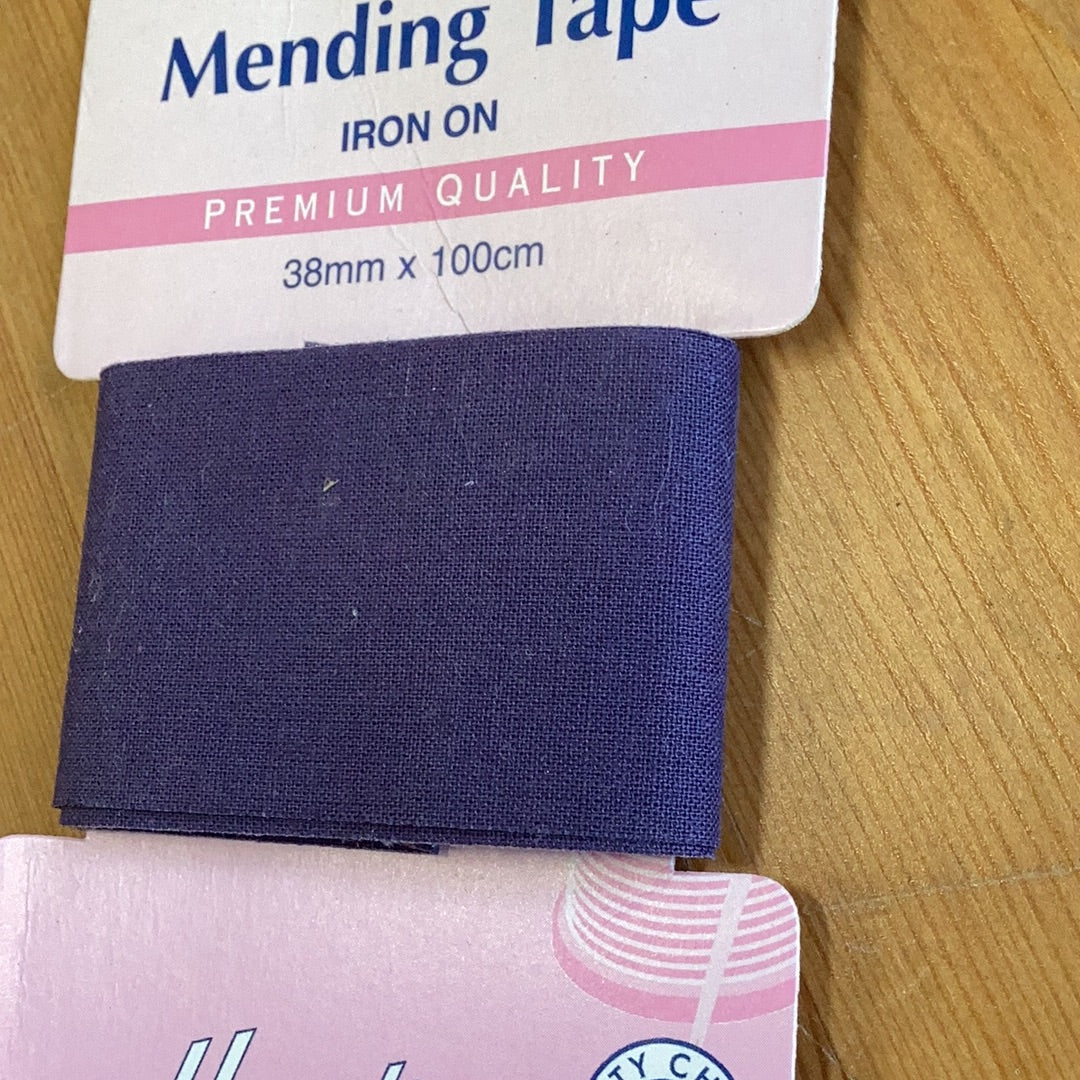 Mending Tape
IRON ON
PREMIUM QUALITY
38mm x 100cm